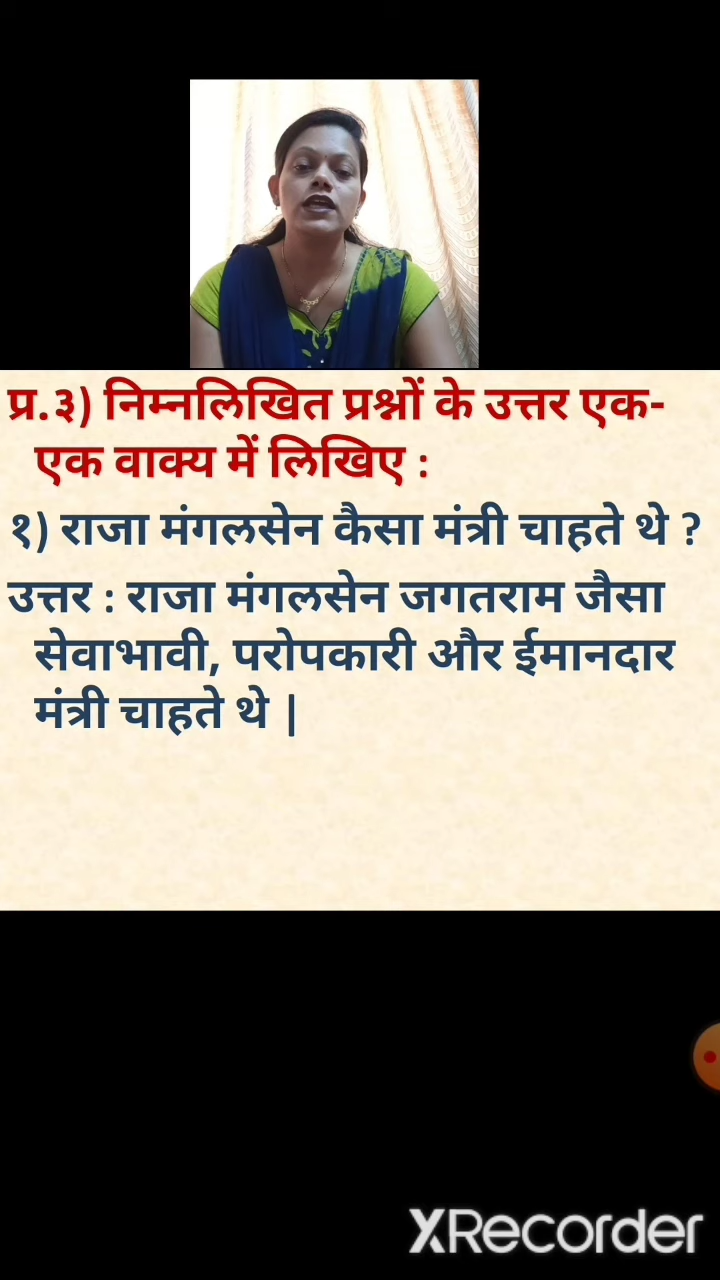 प्र.३) निम्नलिखित प्रश्नों के उत्तर एक-
एक वाक्य में लिखिए :
१) राजा मंगलसेन कैसा मंत्री चाहते थे ?
उत्तर : राजा मंगलसेन जगतराम जैसा
सेवाभावी, परोपकारी और ईमानदार
मंत्री चाहते थे |
XRecorder